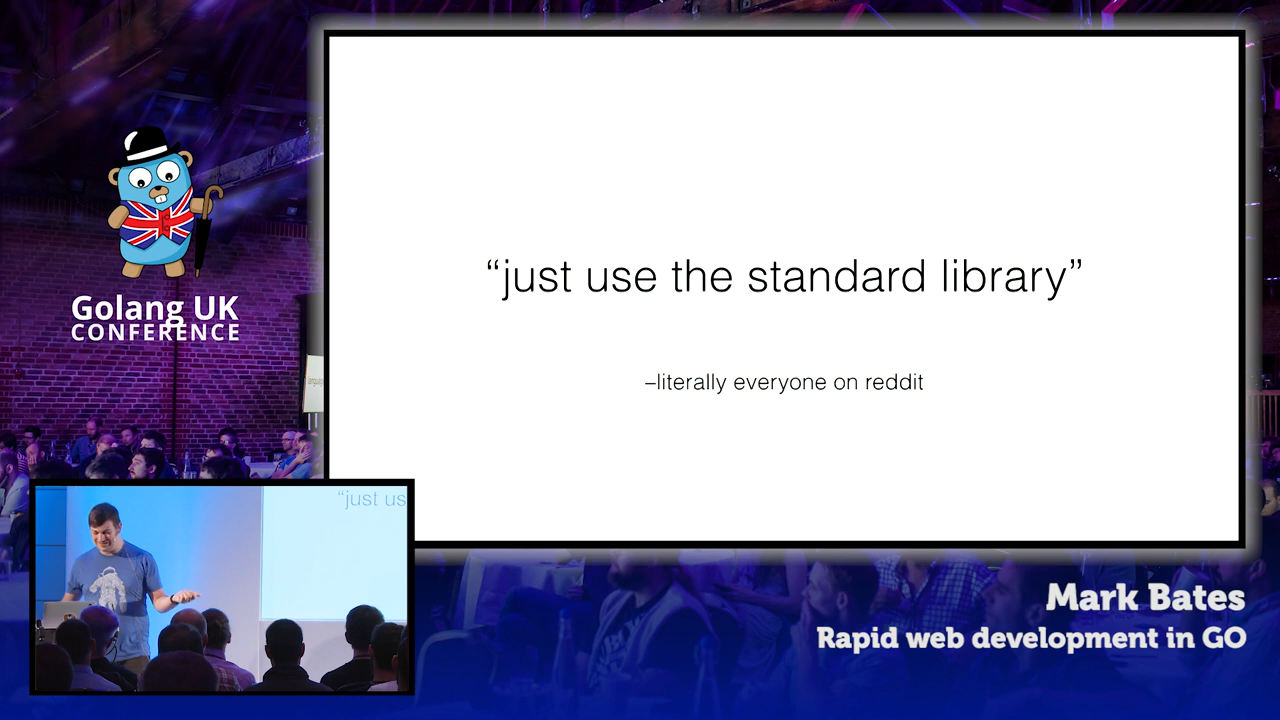 Golang UK
CONFERENCE
“just use the standard library”
–literally everyone on reddit
“just us
Mark Bates
Rapid web development in GO